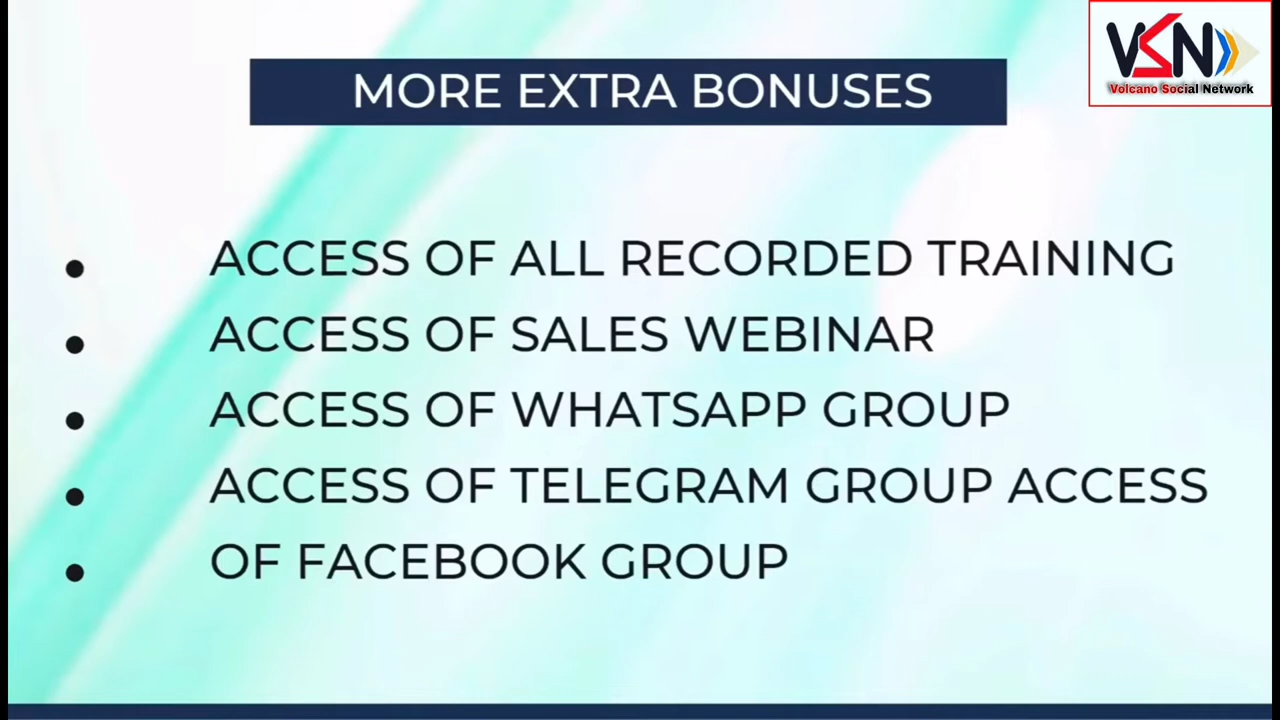 VSN
Volcano Social Network
MORE EXTRA BONUSES
• ACCESS OF ALL RECORDED TRAINING
• ACCESS OF SALES WEBINAR
• ACCESS OF WHATSAPP GROUP
• ACCESS OF TELEGRAM GROUP ACCESS
• OF FACEBOOK GROUP